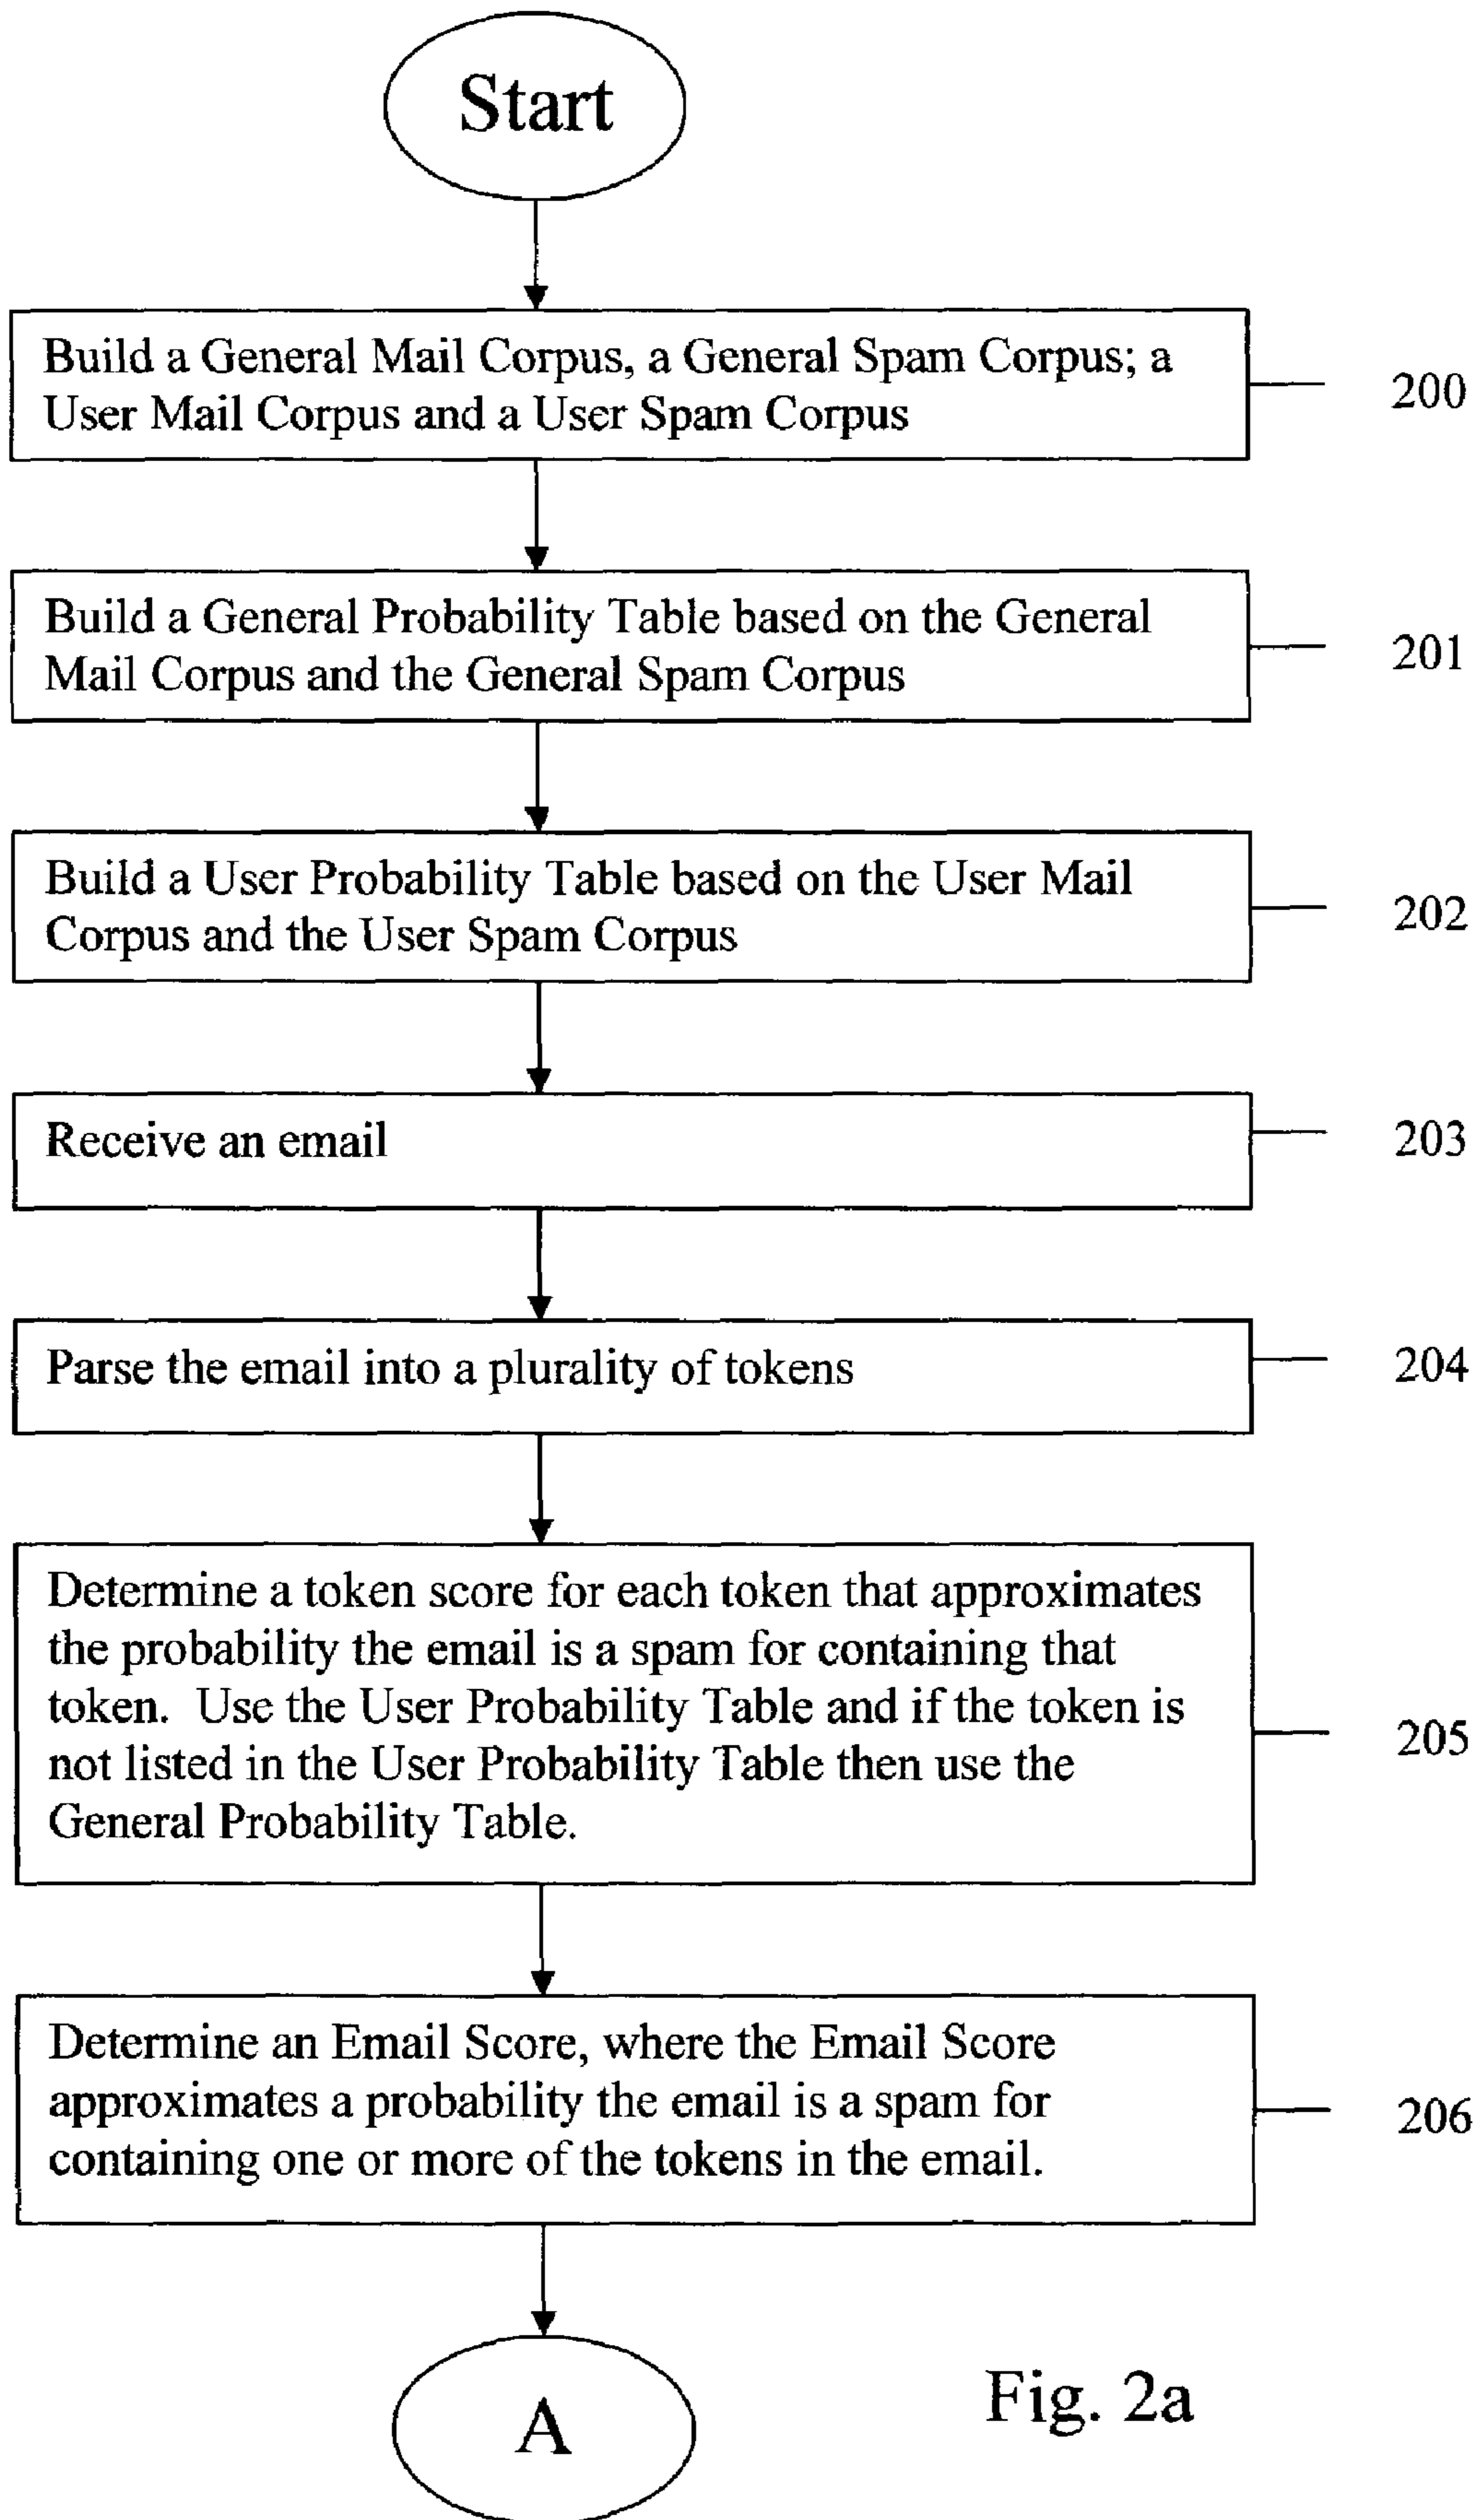 Start
Build a General Mail Corpus, a General Spam Corpus; a
User Mail Corpus and a User Spam Corpus
200
Build a General Probability Table based on the General
Mail Corpus and the General Spam Corpus
201
Build a User Probability Table based on the User Mail
Corpus and the User Spam Corpus
202
Receive an email
203
Parse the email into a plurality of tokens
204
Determine a token score for each token that approximates
the probability the email is a spam for containing that
token. Use the User Probability Table and if the token is
not listed in the User Probability Table then use the
General Probability Table.
205
Determine an Email Score, where the Email Score
approximates a probability the email is a spam for
containing one or more of the tokens in the email.
206
A
Fig. 2a